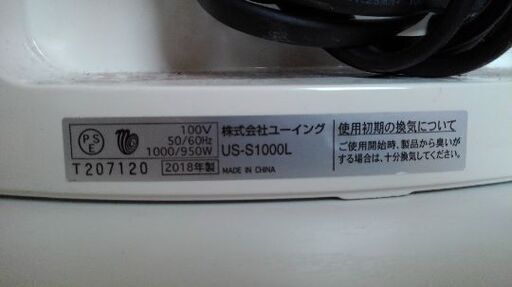 PSE
100V
50/60Hz
1000/950W
T207120
2018年製
株式会社ユーイング
US-S1000L
MADE IN CHINA
使用初期の換気について
ご使用開始時、製品から臭いが
する場合は、十分換気してください。